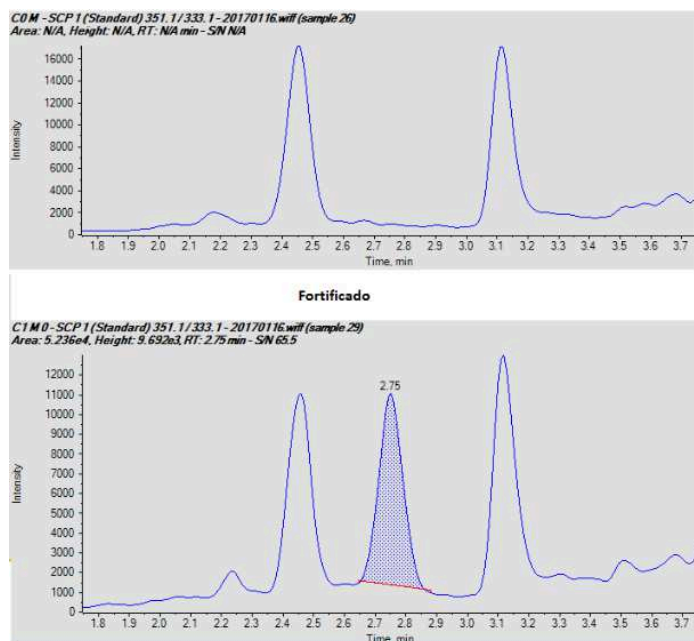 C0 M - SCP 1 (Standard) 351.1 / 333.1 - 20170116.wiff (sample 26)
Area: N/A, Height: N/A, RT: N/A min - S/N N/A
16000
14000
12000
10000
8000
6000
4000
2000
0
Intensity
1.8 1.9 2.0 2.1 2.2 2.3 2.4 2.5 2.6 2.7 2.8 2.9 3.0 3.1 3.2 3.3 3.4 3.5 3.6 3.7
Time, min
Fortificado
C1 M 0 - SCP 1 (Standard) 351.1 / 333.1 - 20170116.wiff (sample 29)
Area: 5.236e4, Height: 9.692e3, RT: 2.75 min - S/N 65.5
2.75
12000
11000
10000
9000
8000
7000
6000
5000
4000
3000
2000
1000
0
Intensity
1.8 1.9 2.0 2.1 2.2 2.3 2.4 2.5 2.6 2.7 2.8 2.9 3.0 3.1 3.2 3.3 3.4 3.5 3.6 3.7
Time, min